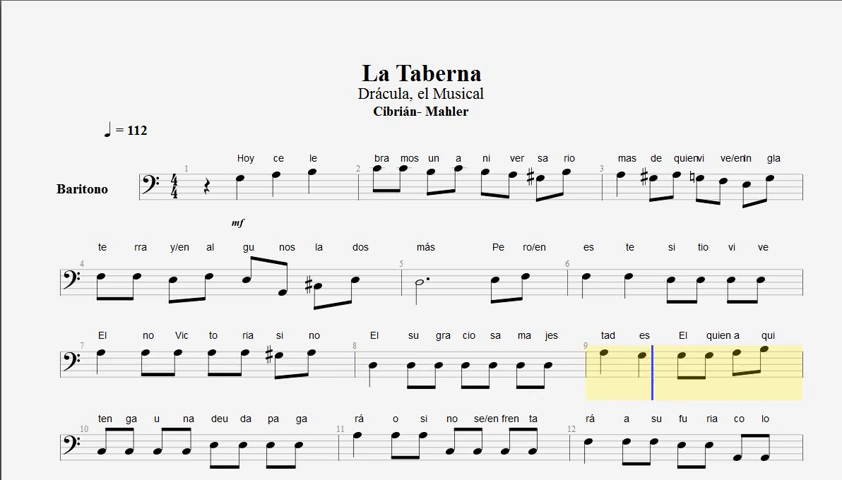 La Taberna
Drácula, el Musical
Cibrián- Mahler
= 112
Hoy ce le bra mos un a ni ver sa rio mas de quienvi ve/enIn gla
1 2 3
Baritono
4
4
mf
te rra y/en al gu nos la dos más Pe ro/en es te si tio vi ve
4 5 6
El no Vic to ria si no El su gra cio sa ma jes tad es El quien a qui
7 8 9
ten ga u na deu da pa ga rá o si no se/en fren ta rá a su fu ria co lo
10 11 12